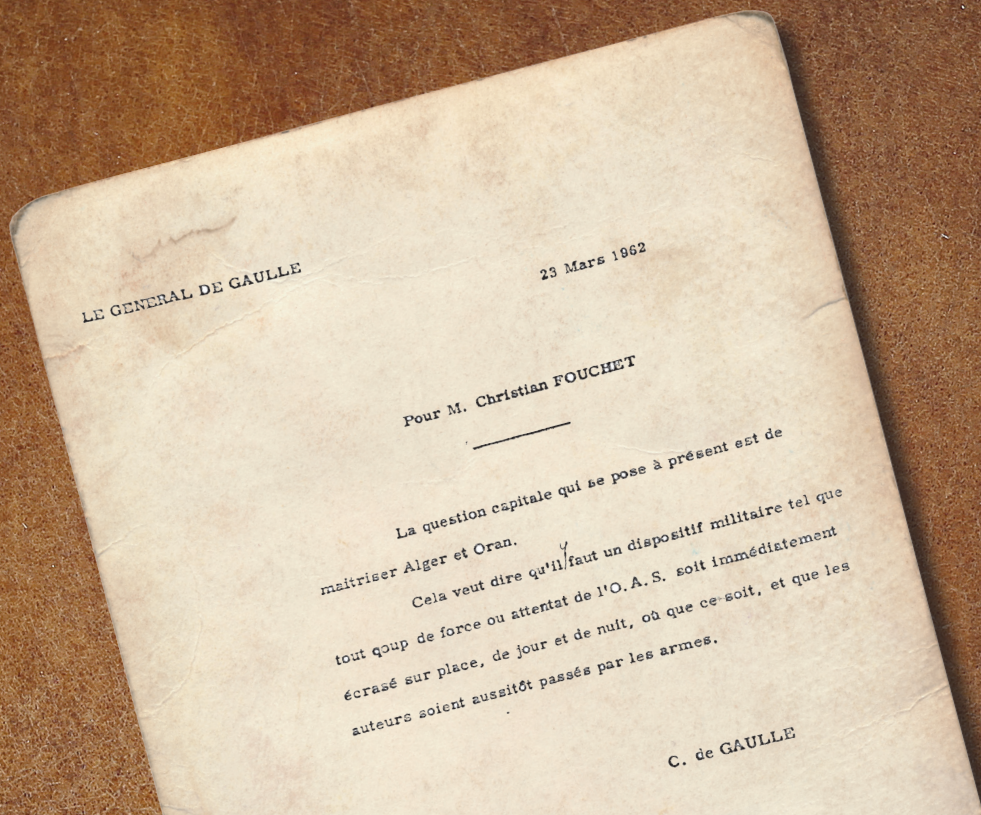 LE GENERAL DE GAULLE
23 Mars 1962
Pour M. Christian FOUCHET
La question capitale qui se pose à présent est de
maitriser Alger et Oran.
Cela veut dire qu'il y faut un dispositif militaire tel que
tout qoup de force ou attentat de l'O.A.S. soit immédiatement
écrasé sur place, de jour et de nuit, où que ce soit, et que les
auteurs soient aussitôt passés par les armes.
C. de GAULLE